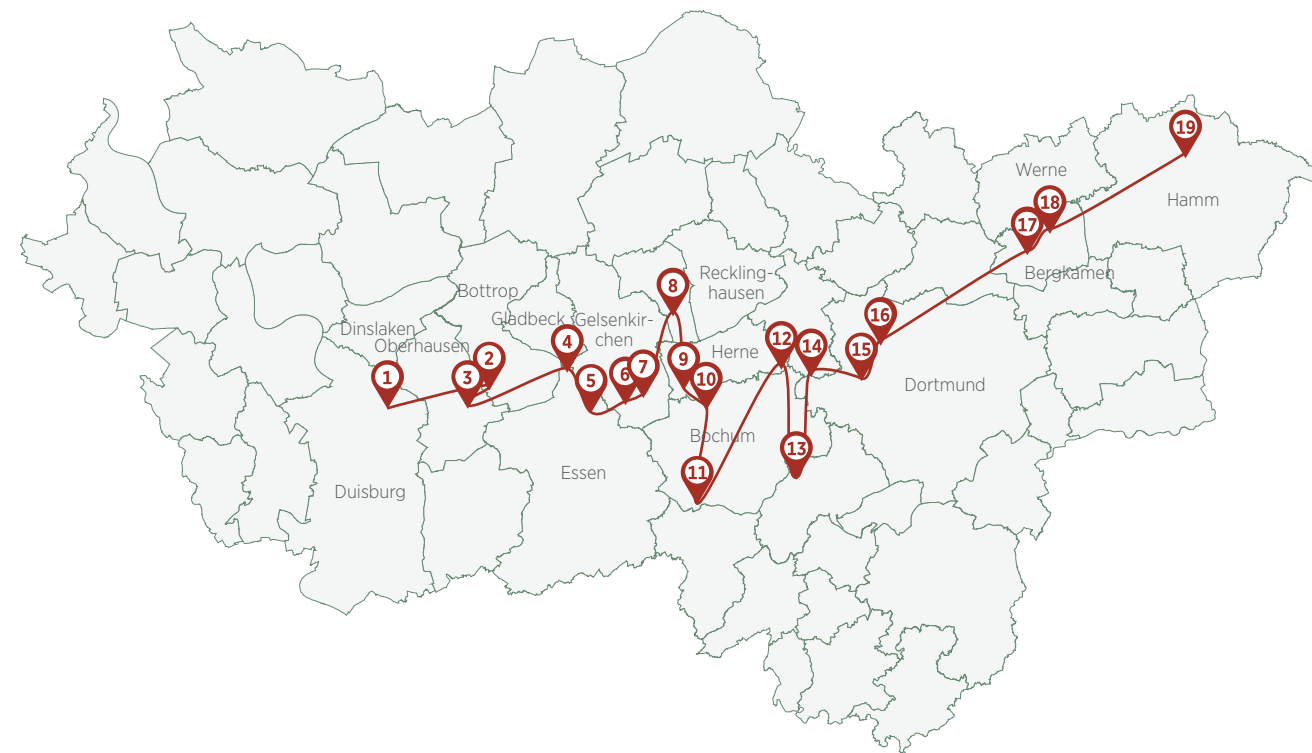 19
Werne
18
Hamm
17
Bergkamen
Reckling-
hausen
8
Bottrop
16
Gladbeck
Gelsenkir-
chen
Dinslaken
Oberhausen
4
2
12
14
Herne
15
9
7
6
1
3
5
10
Dortmund
Bochum
13
11
Essen
Duisburg